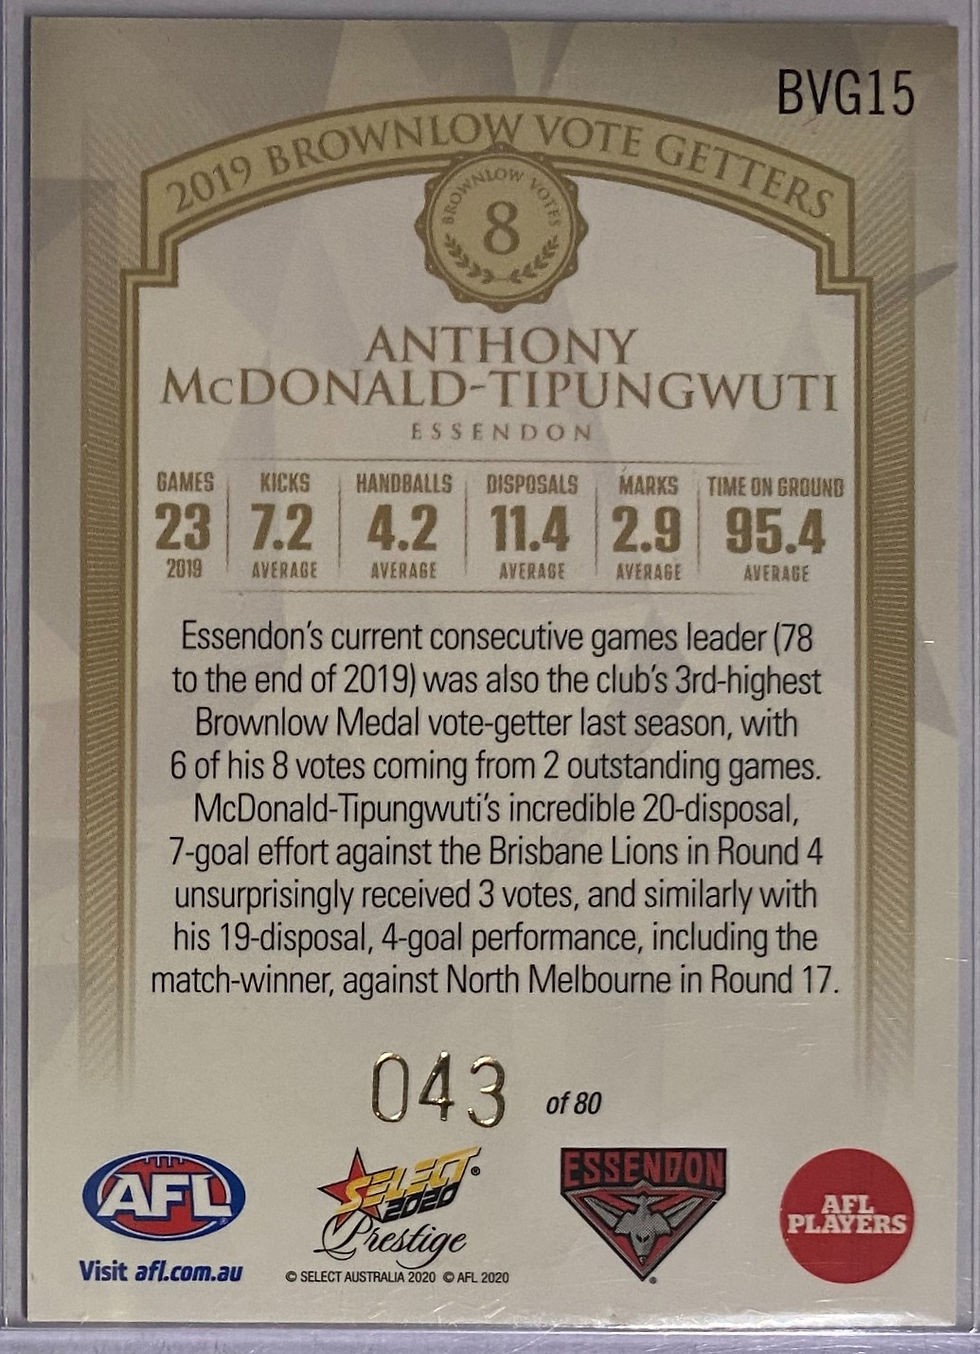 BVG15
2019 BROWNLOW VOTE GETTERS
BROWNLOW VOTES
8
ANTHONY
McDONALD-TIPUNGWUTI
ESSENDON
GAMES KICKS HANDBALLS DISPOSALS MARKS TIME ON GROUND
23 7.2 4.2 11.4 2.9 95.4
2019 AVERAGE AVERAGE AVERAGE AVERAGE AVERAGE
Essendon's current consecutive games leader (78
to the end of 2019) was also the club's 3rd-highest
Brownlow Medal vote-getter last season, with
6 of his 8 votes coming from 2 outstanding games.
McDonald-Tipungwuti's incredible 20-disposal,
7-goal effort against the Brisbane Lions in Round 4
unsurprisingly received 3 votes, and similarly with
his 19-disposal, 4-goal performance, including the
match-winner, against North Melbourne in Round 17.
043 of 80
AFL
Visit afl.com.au
SELECT
2020
Prestige
© SELECT AUSTRALIA 2020 © AFL 2020
ESSENDON
AFL
PLAYERS